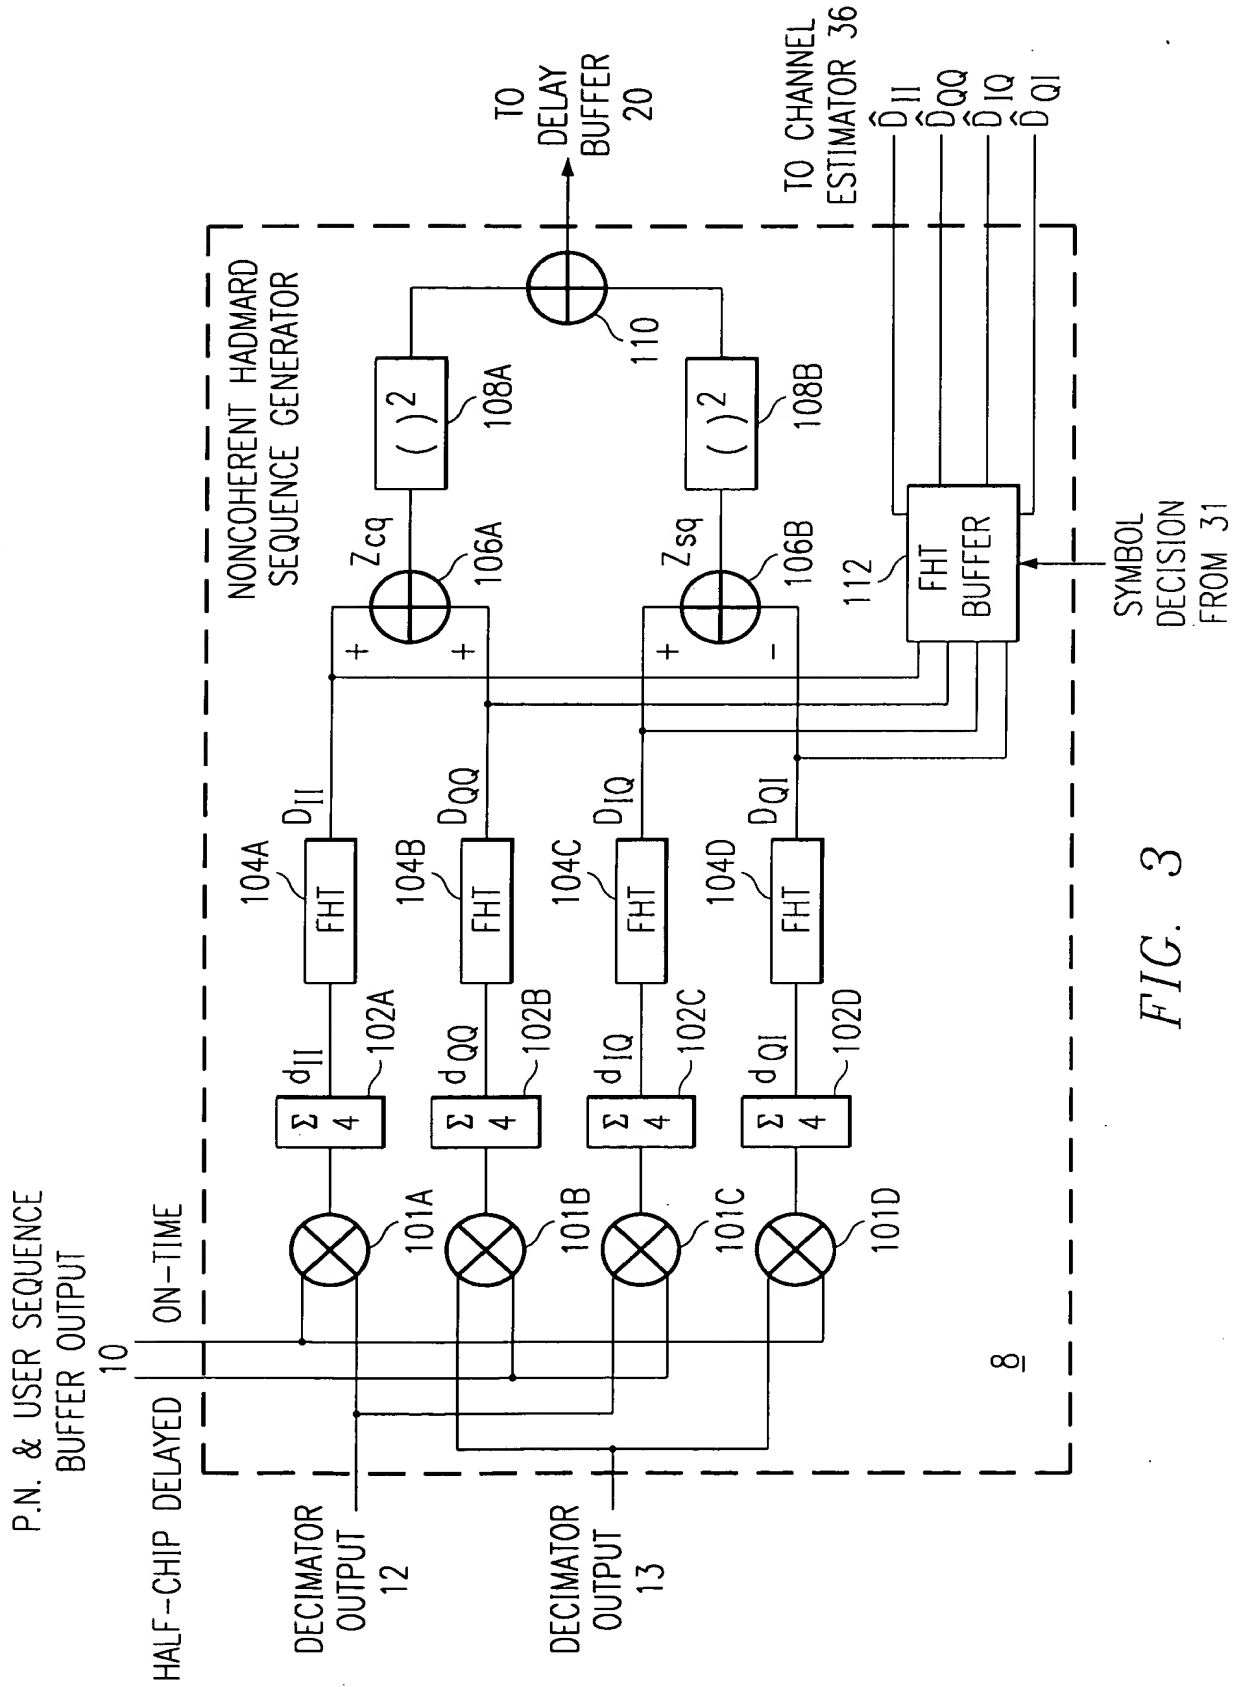 P.N. & USER SEQUENCE
BUFFER OUTPUT
10
HALF-CHIP DELAYED
ON-TIME
DECIMATOR
OUTPUT
12
DECIMATOR
OUTPUT
13
NONCOHERENT HADMARD
SEQUENCE GENERATOR
101A
101B
101C
101D
Σ
4
102A
Σ
4
102B
Σ
4
102C
Σ
4
102D
dII
dQQ
dIQ
dQI
FHT
104A
FHT
104B
FHT
104C
FHT
104D
DII
DQQ
DIQ
DQI
+
+
+
-
Zcq
106A
Zsq
106B
( )²
108A
( )²
108B
110
TO
DELAY
BUFFER
20
112
FHT
BUFFER
SYMBOL
DECISION
FROM 31
TO CHANNEL
ESTIMATOR 36
D̂II
D̂QQ
D̂IQ
D̂QI
8
FIG. 3